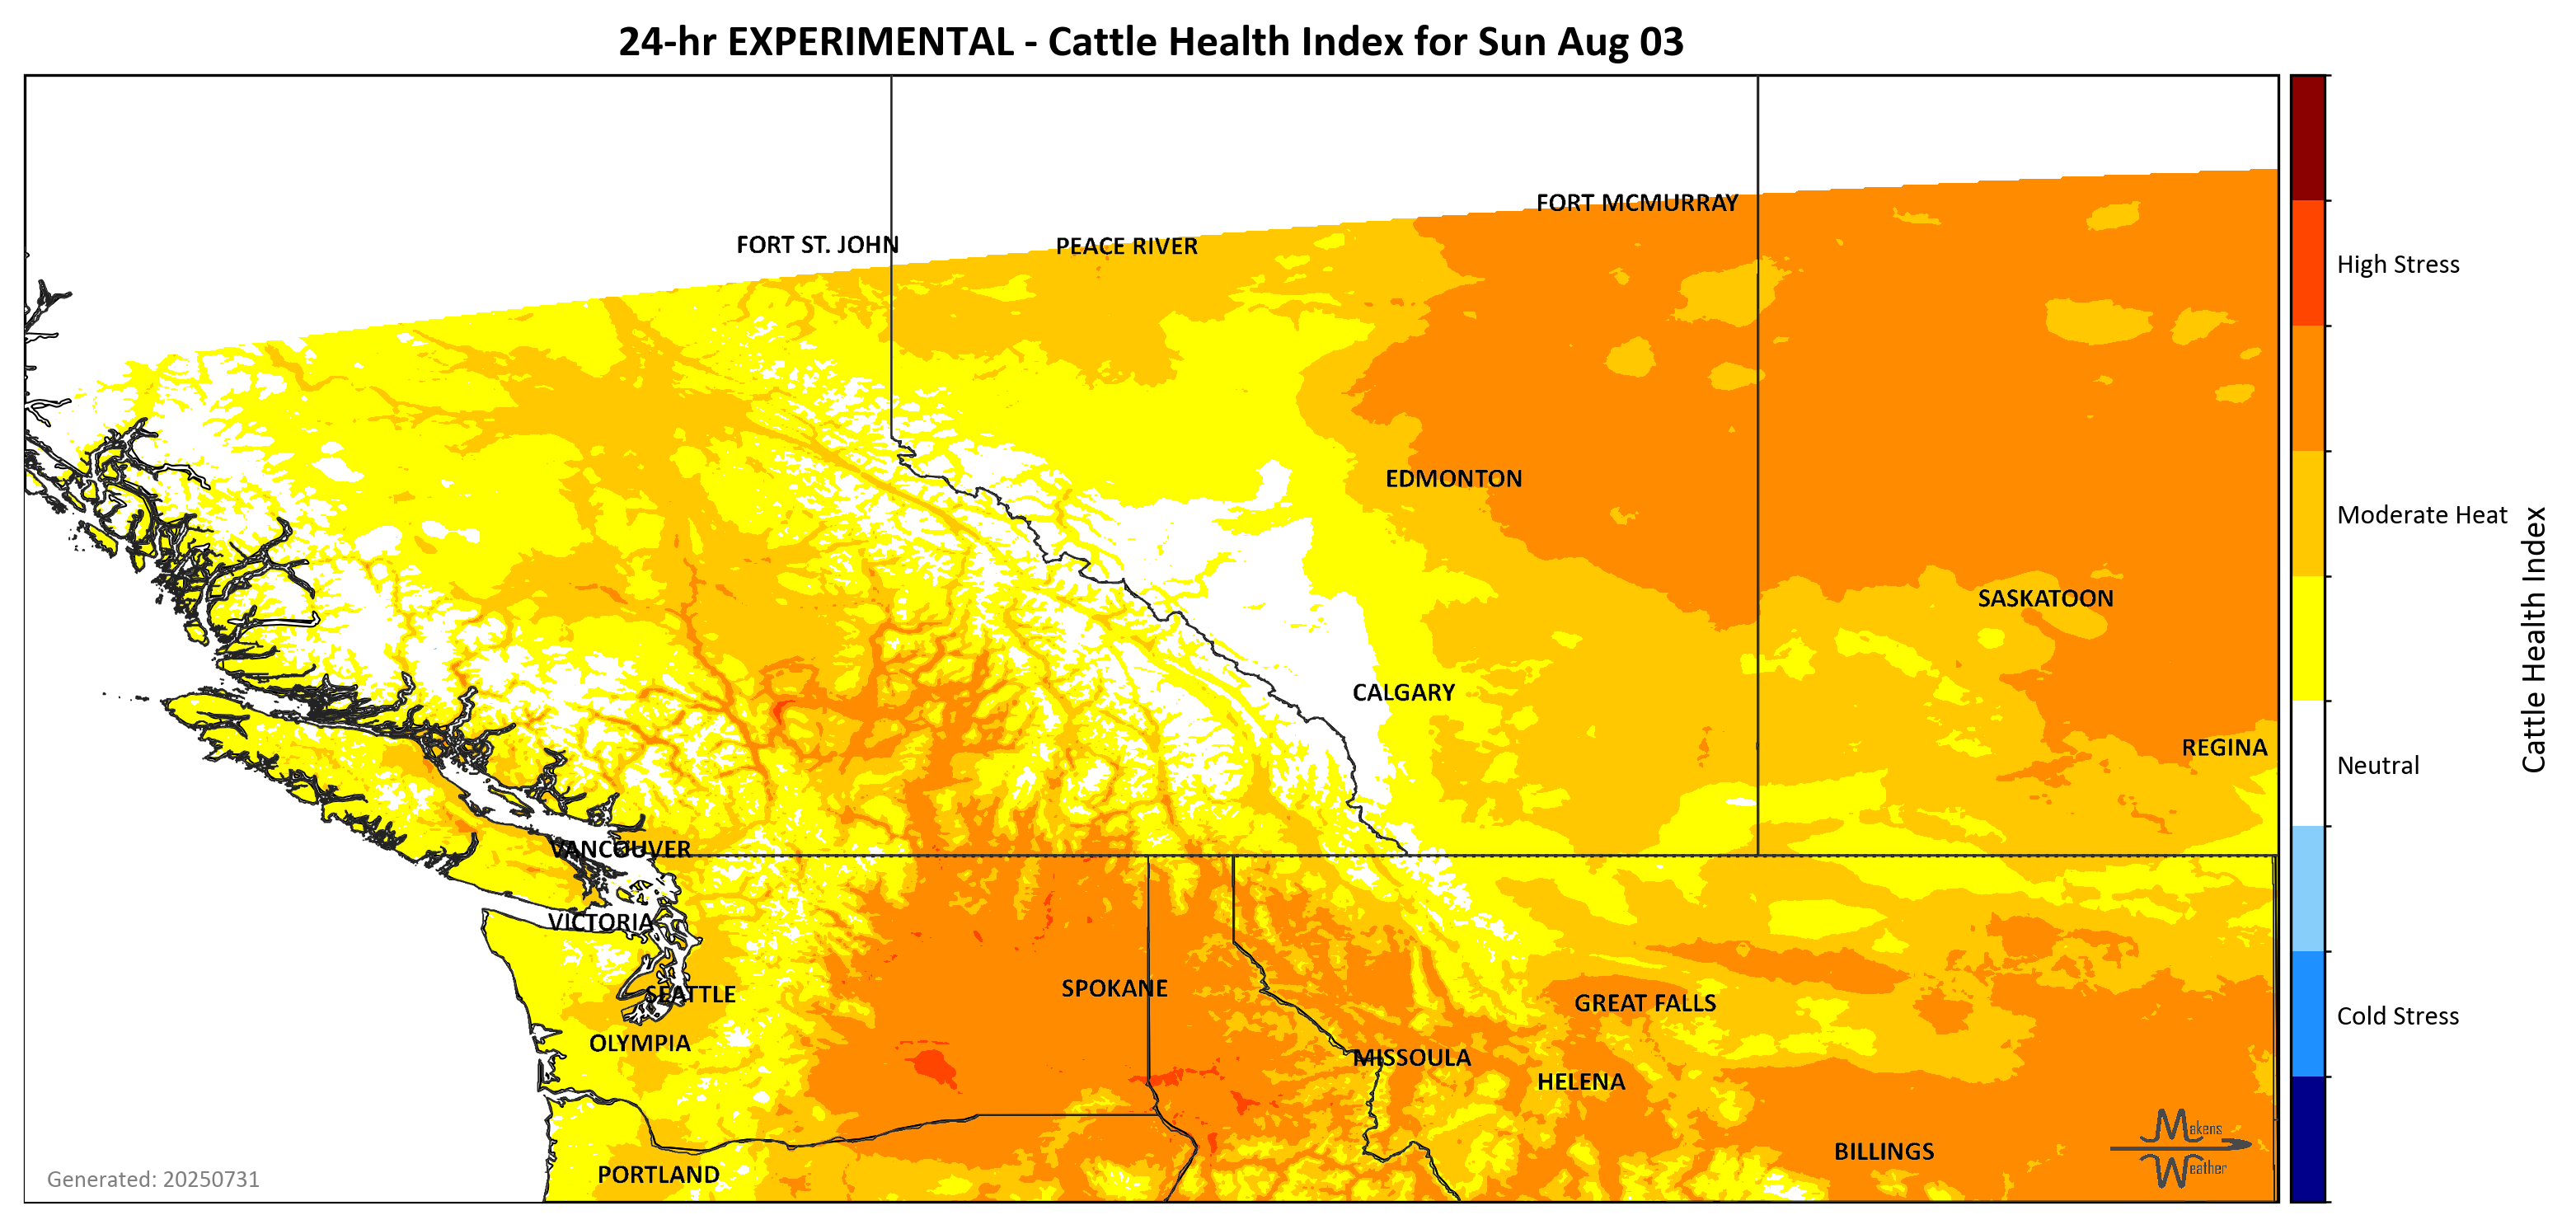 24-hr EXPERIMENTAL - Cattle Health Index for Sun Aug 03
FORT MCMURRAY
FORT ST. JOHN
PEACE RIVER
High Stress
EDMONTON
Moderate Heat
SASKATOON
CALGARY
REGINA
Neutral
Cattle Health Index
VANCOUVER
VICTORIA
SPOKANE
SEATTLE
GREAT FALLS
Cold Stress
OLYMPIA
MISSOULA
HELENA
Makens
Weather
BILLINGS
PORTLAND
Generated: 20250731